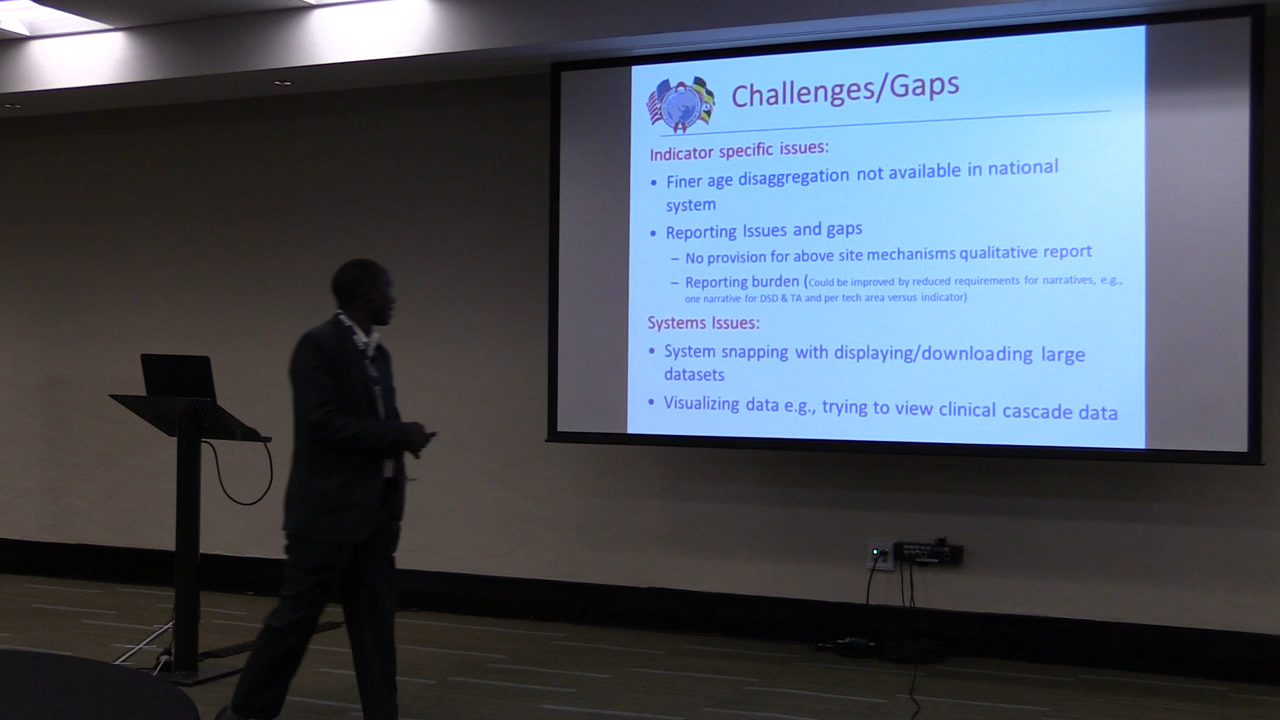 Challenges/Gaps
Indicator specific issues:
• Finer age disaggregation not available in national
system
• Reporting Issues and gaps
– No provision for above site mechanisms qualitative report
– Reporting burden (Could be improved by reduced requirements for narratives, e.g.,
one narrative for DSD & TA and per tech area versus indicator)
Systems Issues:
• System snapping with displaying/downloading large
datasets
• Visualizing data e.g., trying to view clinical cascade data